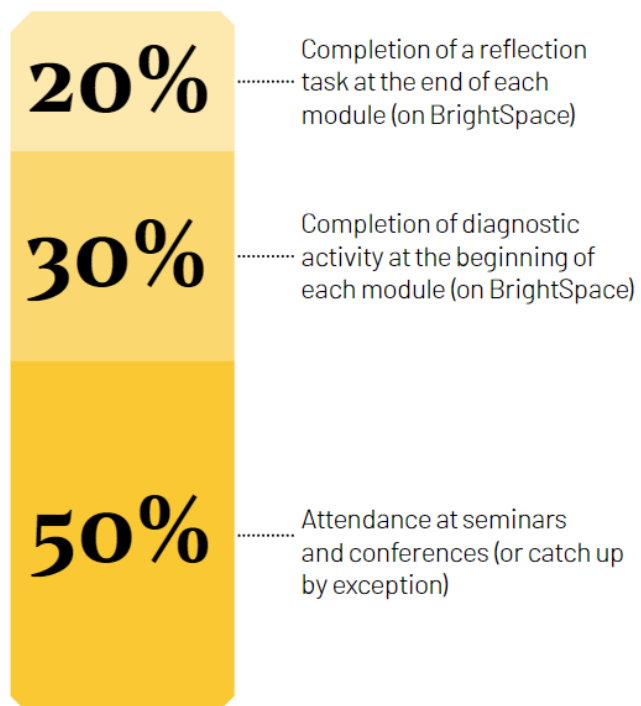 20%
Completion of a reflection
task at the end of each
module (on BrightSpace)
30%
Completion of diagnostic
activity at the beginning of
each module (on BrightSpace)
50%
Attendance at seminars
and conferences (or catch up
by exception)